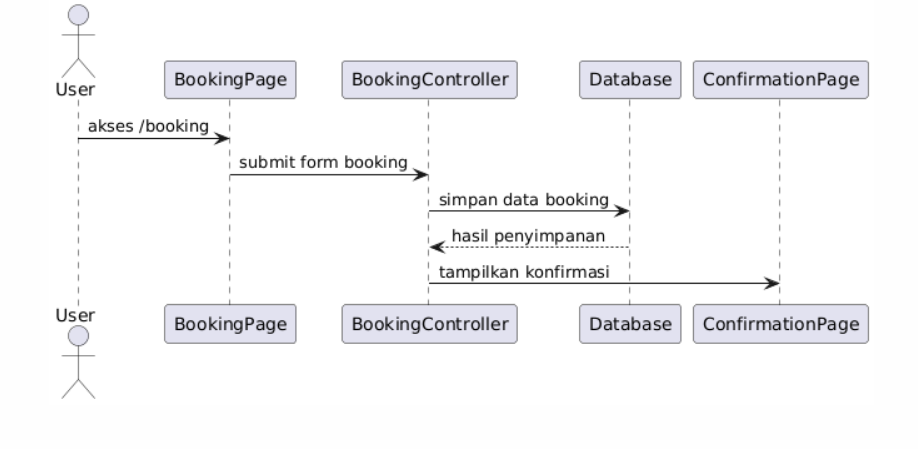 User
BookingPage
BookingController
Database
ConfirmationPage
akses /booking
submit form booking
simpan data booking
hasil penyimpanan
tampilkan konfirmasi
User
BookingPage
BookingController
Database
ConfirmationPage